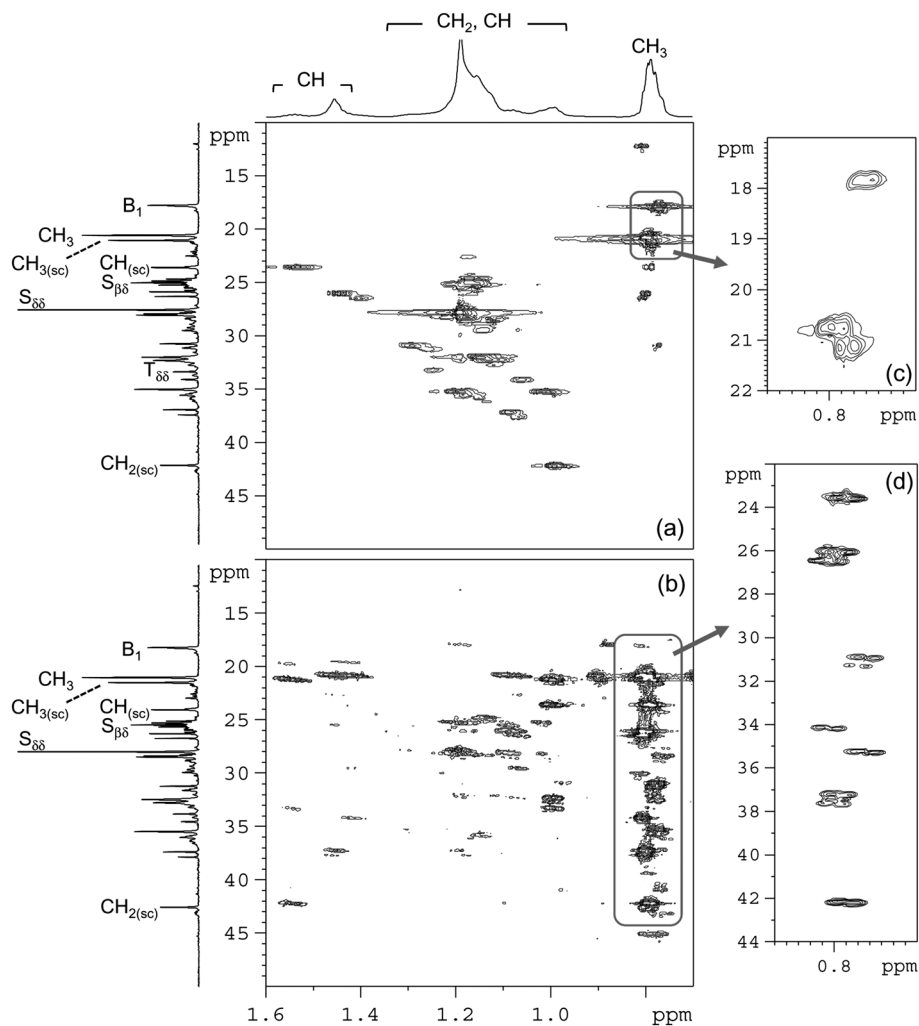 CH₂, CH
CH
CH₃
ppm
15
20
25
30
35
40
45
B₁
CH₃
CH₃(sc)
CH(sc)
Sβδ
Sδδ
Tδδ
CH₂(sc)
(a)
ppm
18
19
20
21
22
(c)
0.8 ppm
ppm
15
20
25
30
35
40
45
B₁
CH₃
CH₃(sc)
CH(sc)
Sβδ
Sδδ
CH₂(sc)
(b)
1.6 1.4 1.2 1.0 ppm
ppm
24
26
28
30
32
34
36
38
40
42
44
(d)
0.8 ppm